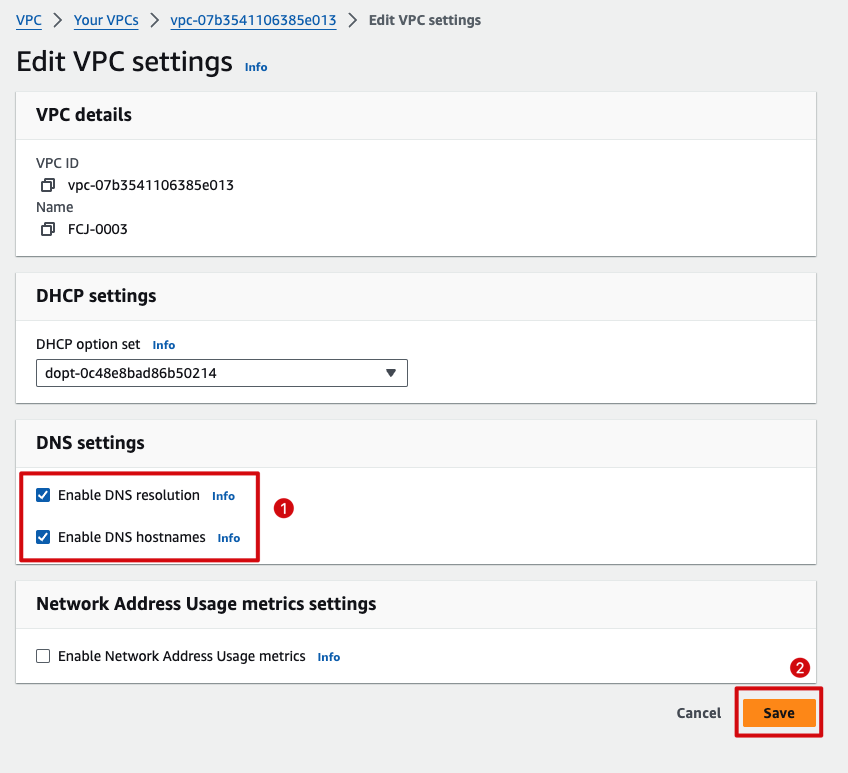 VPC > Your VPCs > vpc-07b3541106385e013 > Edit VPC settings
Edit VPC settings Info
VPC details
VPC ID
vpc-07b3541106385e013
Name
FCJ-0003
DHCP settings
DHCP option set Info
dopt-0c48e8bad86b50214
DNS settings
Enable DNS resolution Info
1
Enable DNS hostnames Info
Network Address Usage metrics settings
Enable Network Address Usage metrics Info
2
Cancel Save